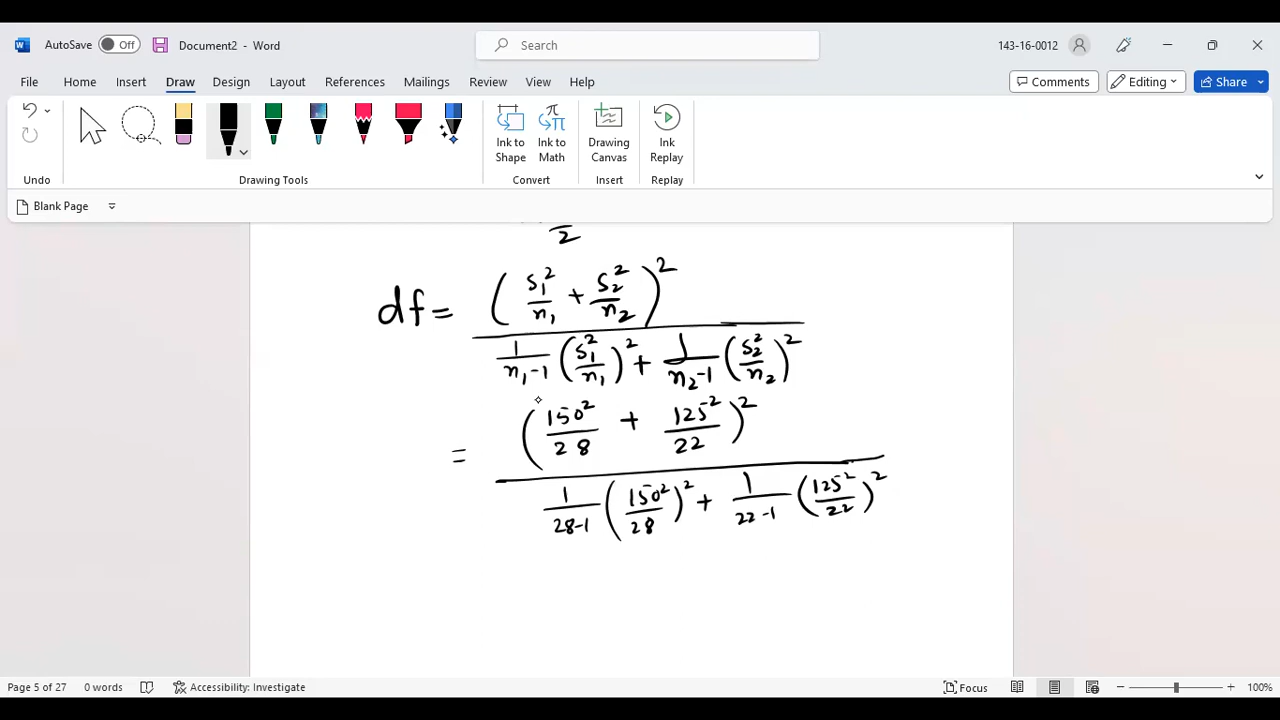 AutoSave Off Document2 - Word Search 143-16-0012
File Home Insert Draw Design Layout References Mailings Review View Help Comments Editing Share
Ink to Shape Ink to Math Drawing Canvas Ink Replay
Undo Drawing Tools Convert Insert Replay
Blank Page
2
df = ( s₁²/n₁ + s₂²/n₂ )²
1/(n₁-1) ( s₁²/n₁ )² + 1/(n₂-1) ( s₂²/n₂ )²
= ( 150²/28 + 125²/22 )²
1/(28-1) ( 150²/28 )² + 1/(22-1) ( 125²/22 )²
Page 5 of 27 0 words Accessibility: Investigate Focus 100%